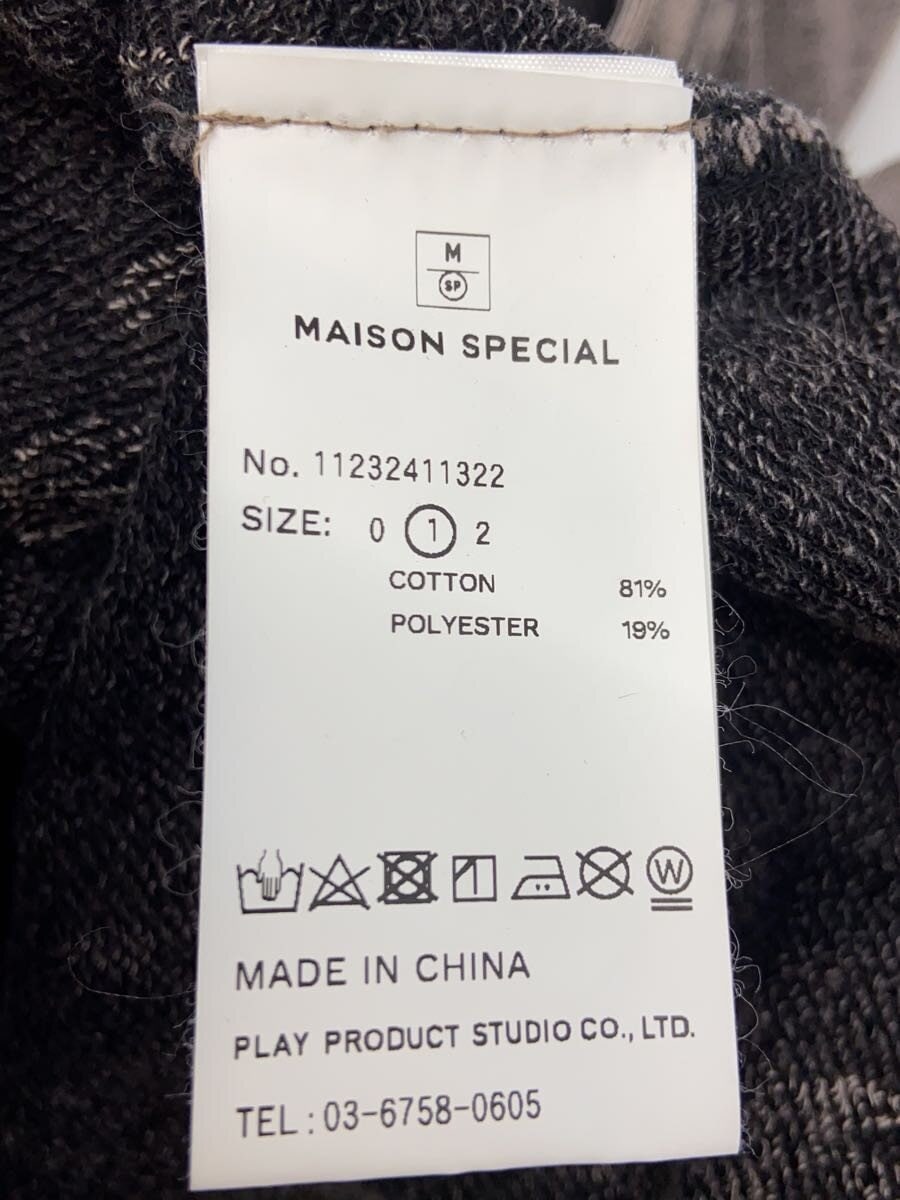 M
SP
MAISON SPECIAL
No. 11232411322
SIZE: 0 1 2
COTTON 81%
POLYESTER 19%
W
MADE IN CHINA
PLAY PRODUCT STUDIO CO., LTD.
TEL : 03-6758-0605